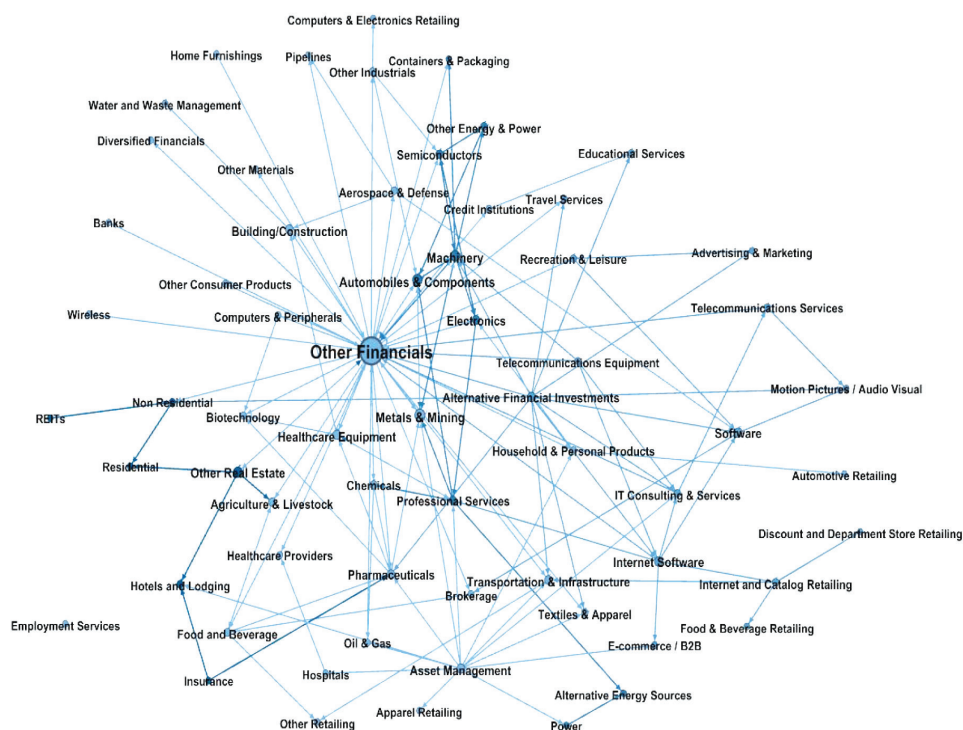 Computers & Electronics Retailing
Home Furnishings
Pipelines
Containers & Packaging
Other Industrials
Water and Waste Management
Other Energy & Power
Diversified Financials
Semiconductors
Educational Services
Other Materials
Aerospace & Defense
Travel Services
Credit Institutions
Banks
Building/Construction
Machinery
Recreation & Leisure
Advertising & Marketing
Other Consumer Products
Automobiles & Components
Wireless
Computers & Peripherals
Electronics
Telecommunications Services
Other Financials
Telecommunications Equipment
Motion Pictures / Audio Visual
Alternative Financial Investments
Non Residential
REITs
Biotechnology
Metals & Mining
Healthcare Equipment
Software
Household & Personal Products
Residential
Other Real Estate
Automotive Retailing
Chemicals
IT Consulting & Services
Agriculture & Livestock
Professional Services
Discount and Department Store Retailing
Healthcare Providers
Internet Software
Pharmaceuticals
Hotels and Lodging
Transportation & Infrastructure
Internet and Catalog Retailing
Brokerage
Textiles & Apparel
Employment Services
Food & Beverage Retailing
Food and Beverage
Oil & Gas
E-commerce / B2B
Asset Management
Insurance
Hospitals
Alternative Energy Sources
Apparel Retailing
Other Retailing
Power